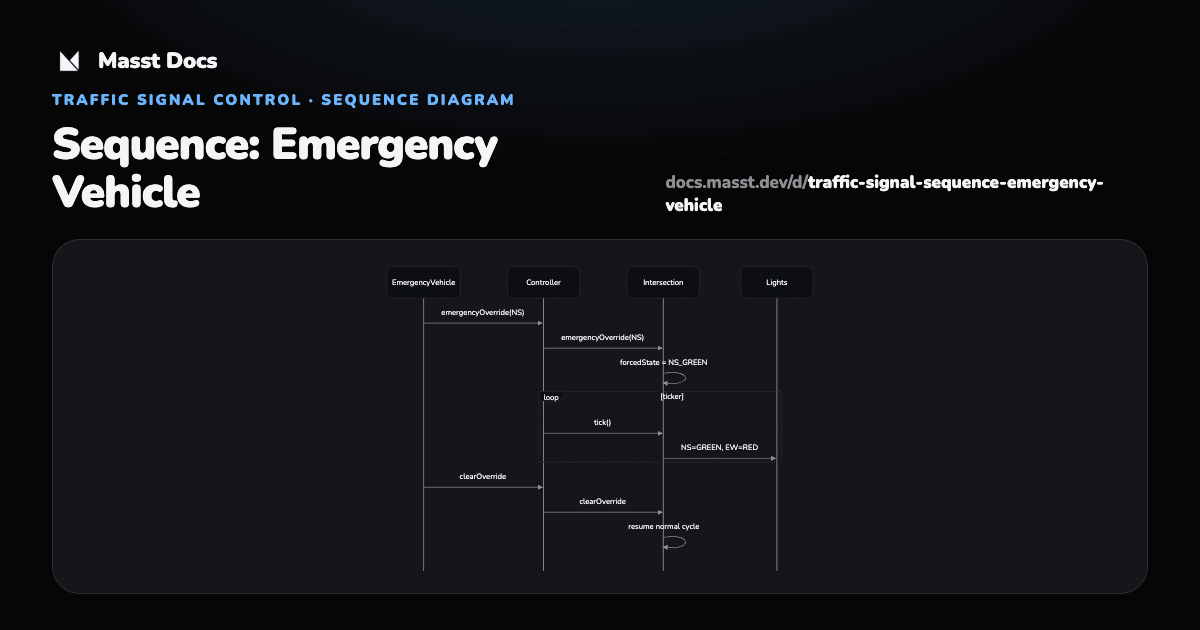 Masst Docs
TRAFFIC SIGNAL CONTROL · SEQUENCE DIAGRAM
Sequence: Emergency
Vehicle
docs.masst.dev/d/traffic-signal-sequence-emergency-
vehicle
EmergencyVehicle Controller Intersection Lights
emergencyOverride(NS)
emergencyOverride(NS)
forcedState = NS_GREEN
loop [ticker]
tick()
NS=GREEN, EW=RED
clearOverride
clearOverride
resume normal cycle